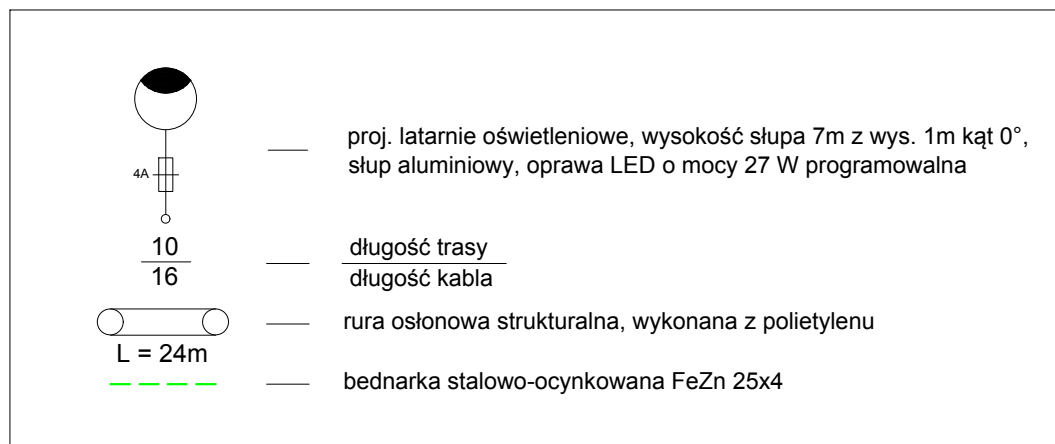 proj. latarnie oświetleniowe, wysokość słupa 7m z wys. 1m kąt 0°,
słup aluminiowy, oprawa LED o mocy 27 W programowalna
4A
10
16
długość trasy
długość kabla
rura osłonowa strukturalna, wykonana z polietylenu
L = 24m
bednarka stalowo-ocynkowana FeZn 25x4